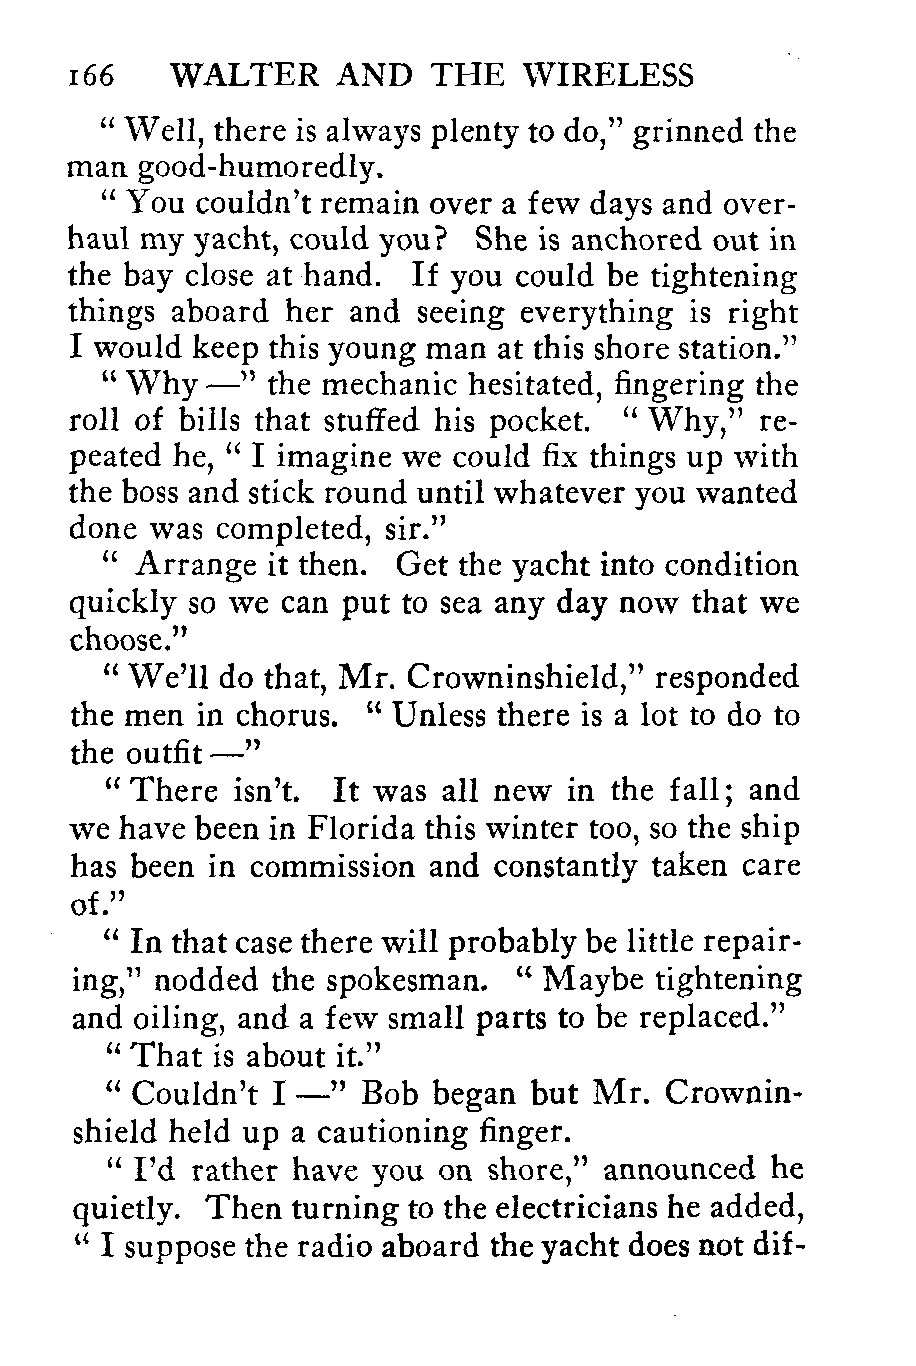 166 WALTER AND THE WIRELESS
“ Well, there is always plenty to do,” grinned the
man good-humoredly.
“ You couldn’t remain over a few days and over-
haul my yacht, could you? She is anchored out in
the bay close at hand. If you could be tightening
things aboard her and seeing everything is right
I would keep this young man at this shore station.”
“ Why —” the mechanic hesitated, fingering the
roll of bills that stuffed his pocket. “ Why,” re-
peated he, “ I imagine we could fix things up with
the boss and stick round until whatever you wanted
done was completed, sir.”
“ Arrange it then. Get the yacht into condition
quickly so we can put to sea any day now that we
choose.”
“ We’ll do that, Mr. Crowninshield,” responded
the men in chorus. “ Unless there is a lot to do to
the outfit —”
“ There isn’t. It was all new in the fall; and
we have been in Florida this winter too, so the ship
has been in commission and constantly taken care
of.”
“ In that case there will probably be little repair-
ing,” nodded the spokesman. “ Maybe tightening
and oiling, and a few small parts to be replaced.”
“ That is about it.”
“ Couldn’t I —” Bob began but Mr. Crownin-
shield held up a cautioning finger.
“ I’d rather have you on shore,” announced he
quietly. Then turning to the electricians he added,
“ I suppose the radio aboard the yacht does not dif-